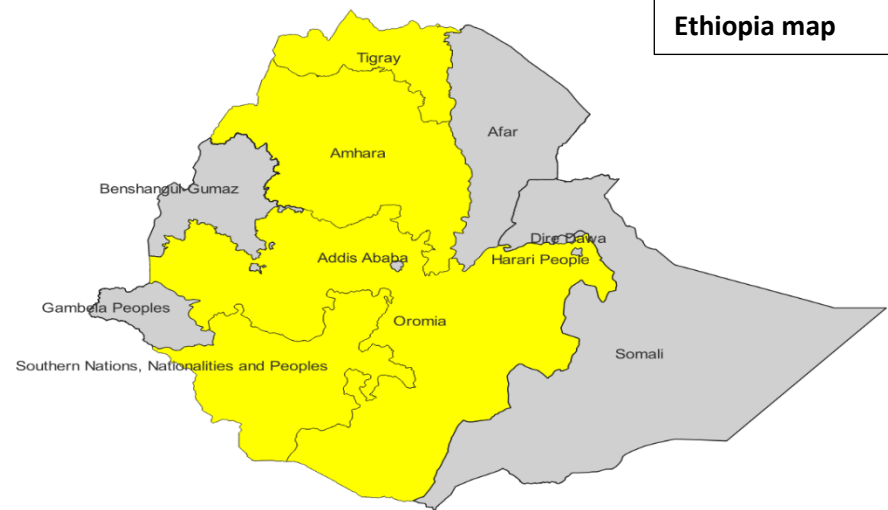 Ethiopia map
Tigray
Afar
Amhara
Benshangul-Gumaz
Dire Dawa
Addis Ababa
Harari People
Gambela Peoples
Oromia
Somali
Southern Nations, Nationalities and Peoples